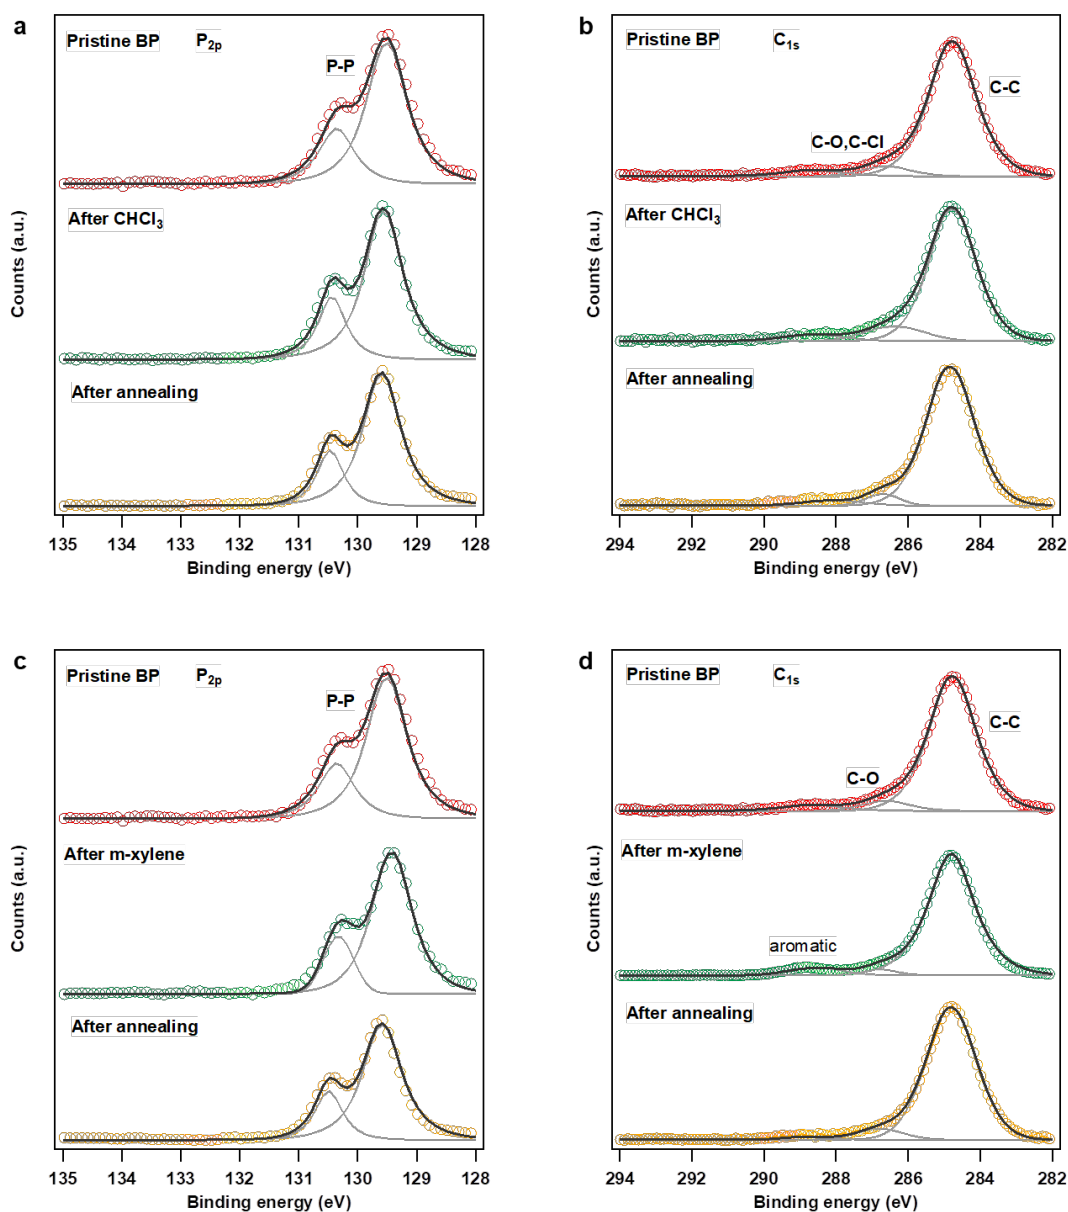 a
Pristine BP P2p
P-P
After CHCl3
After annealing
Counts (a.u.)
135 134 133 132 131 130 129 128
Binding energy (eV)
b
Pristine BP C1s
C-C
C-O,C-Cl
After CHCl3
After annealing
Counts (a.u.)
294 292 290 288 286 284 282
Binding energy (eV)
c
Pristine BP P2p
P-P
After m-xylene
After annealing
Counts (a.u.)
135 134 133 132 131 130 129 128
Binding energy (eV)
d
Pristine BP C1s
C-C
C-O
After m-xylene
aromatic
After annealing
Counts (a.u.)
294 292 290 288 286 284 282
Binding energy (eV)